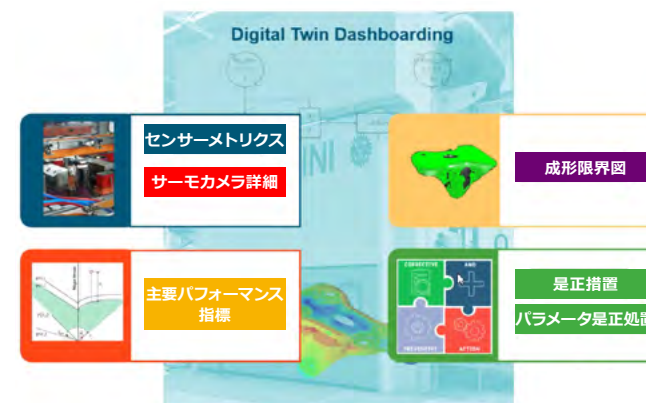 Digital Twin Dashboarding
センサーメトリクス
サーモカメラ詳細
成形限界図
主要パフォーマンス
指標
CORRECTIVE
AND
PREVENTIVE
ACTION
是正措置
パラメータ是正処置